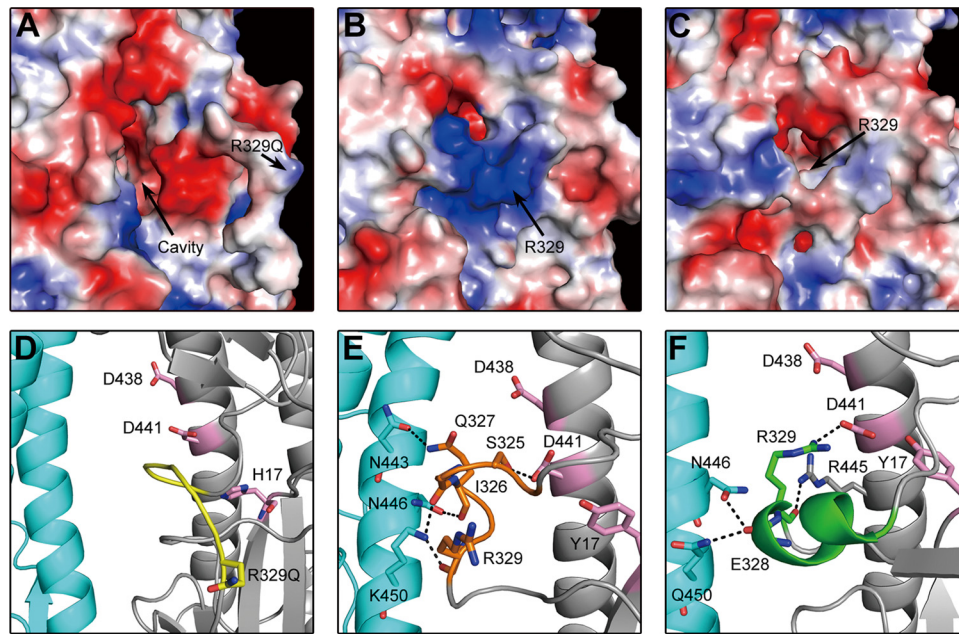 A
R329Q
Cavity
B
R329
C
R329
D
D438
D441
H17
R329Q
E
D438
Q327
S325
D441
N443
I326
N446
Y17
R329
K450
F
D438
D441
R329
N446
R445
Y17
E328
Q450